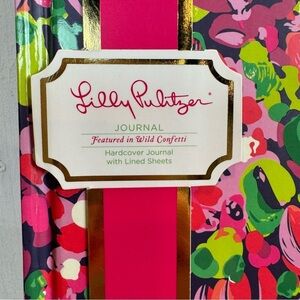 Lilly Pulitzer®
JOURNAL
Featured in Wild Confetti
Hardcover Journal
with Lined Sheets